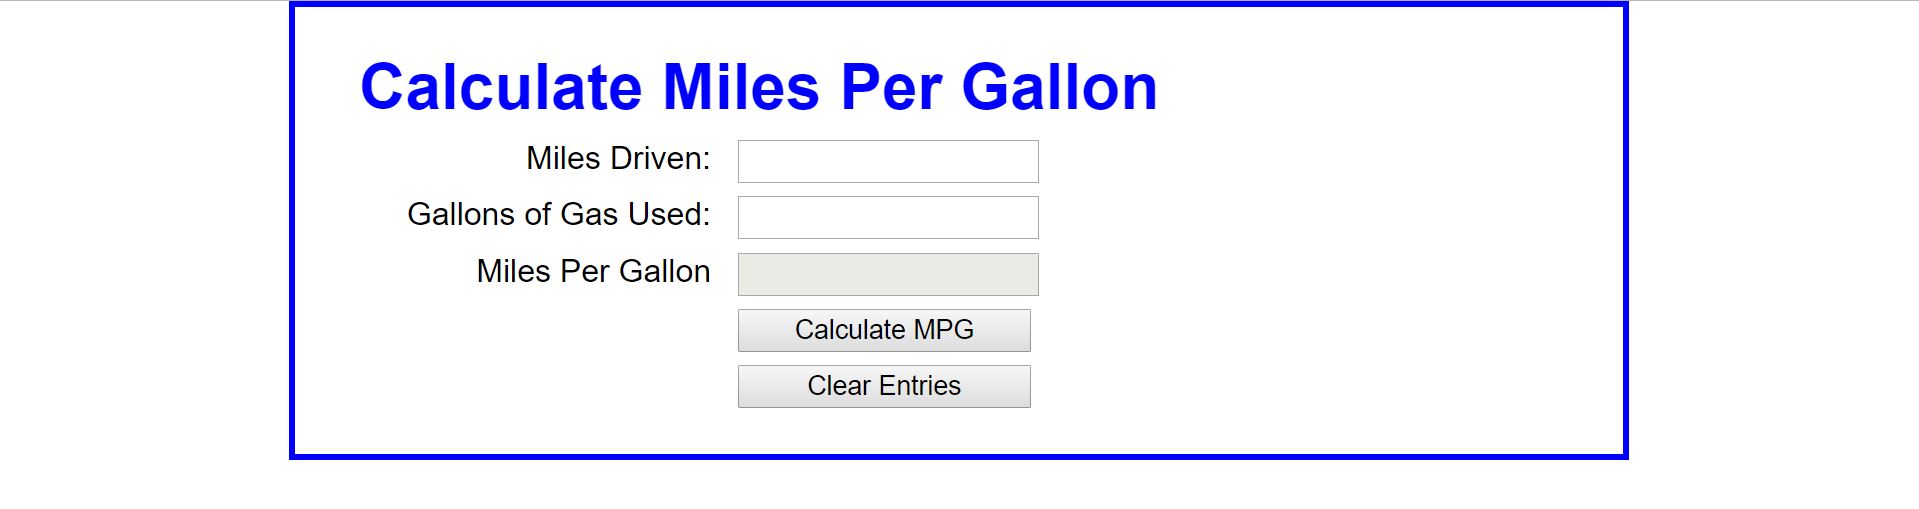 Calculate Miles Per Gallon
Miles Driven:
Gallons of Gas Used:
Miles Per Gallon
Calculate MPG
Clear Entries